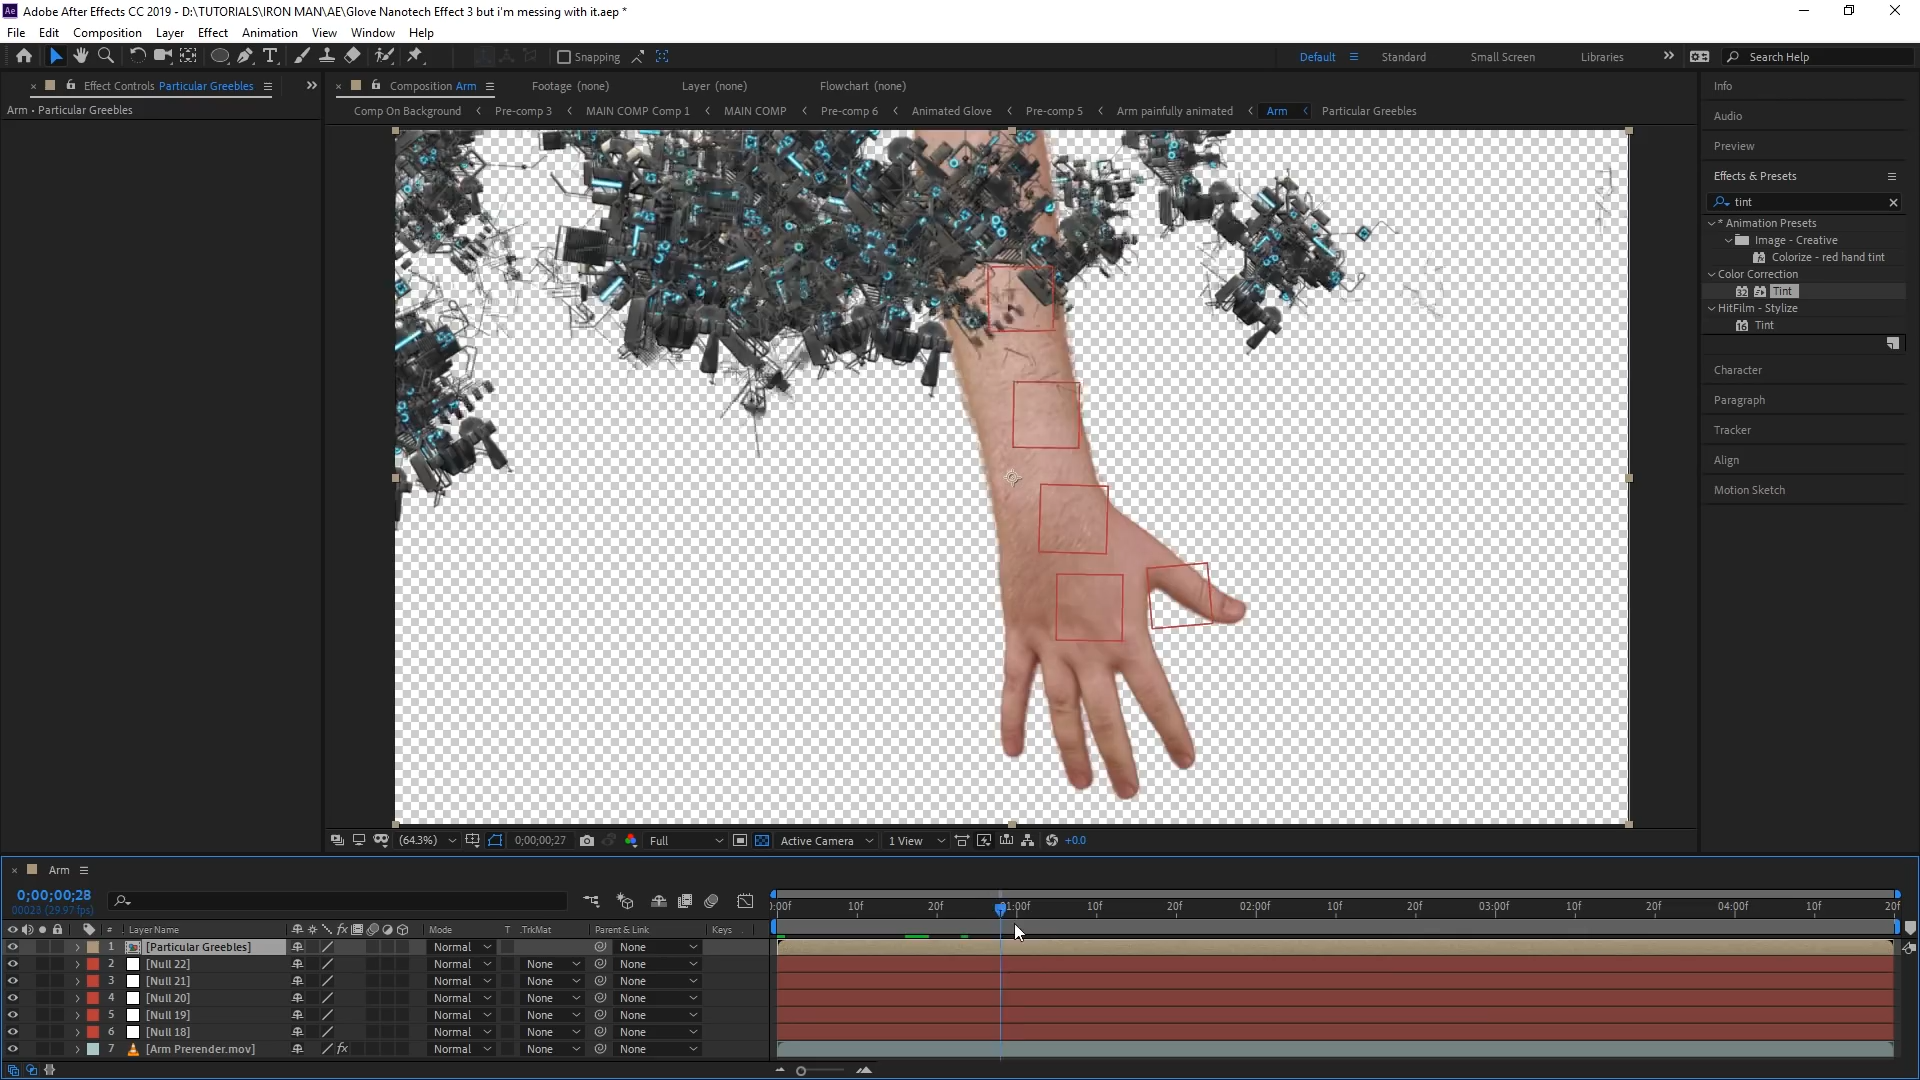 Adobe After Effects CC 2019 - D:\TUTORIALS\IRON MAN\AE\Glove Nanotech Effect 3 but i'm messing with it.aep *
File Edit Composition Layer Effect Animation View Window Help
Snapping
Default Standard Small Screen Libraries Search Help
Effect Controls Particular Greebles
Composition Arm Footage (none) Layer (none) Flowchart (none)
Arm • Particular Greebles
Comp On Background Pre-comp 3 MAIN COMP Comp 1 MAIN COMP Pre-comp 6 Animated Glove Pre-comp 5 Arm painfully animated Arm Particular Greebles
Info
Audio
Preview
Effects & Presets
tint
* Animation Presets
Image - Creative
Colorize - red hand tint
Color Correction
32 Tint
HitFilm - Stylize
16 Tint
Character
Paragraph
Tracker
Align
Motion Sketch
(64.3%) 0;00;00;27 Full Active Camera 1 View +0.0
Arm
0;00;00;28
00023 (29.97 fps)
:00f 10f 20f 01:00f 10f 20f 02:00f 10f 20f 03:00f 10f 20f 04:00f 10f 20f
# Layer Name Mode T .TrkMat Parent & Link Keys
1 [Particular Greebles] Normal None
2 [Null 22] Normal None None
3 [Null 21] Normal None None
4 [Null 20] Normal None None
5 [Null 19] Normal None None
6 [Null 18] Normal None None
7 [Arm Prerender.mov] fx Normal None None